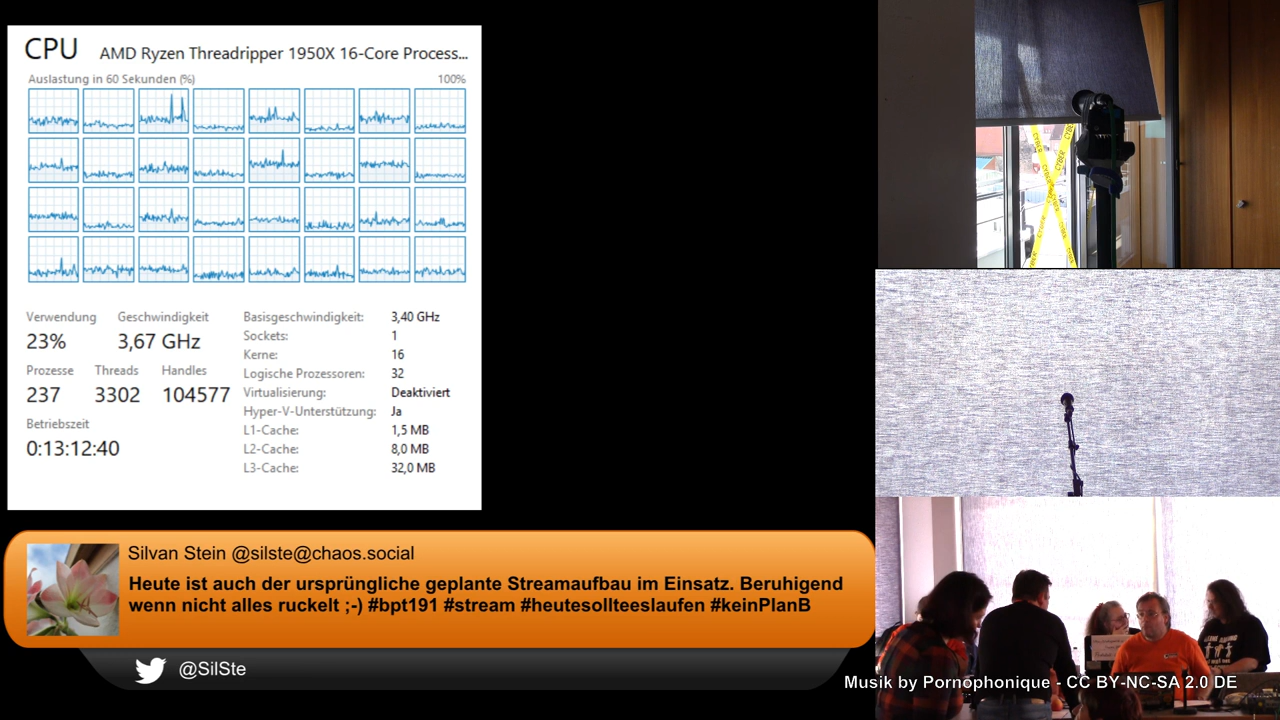 CPU
AMD Ryzen Threadripper 1950X 16-Core Process...
Auslastung in 60 Sekunden (%)
100%
Verwendung
Geschwindigkeit
23%
3,67 GHz
Prozesse
Threads
Handles
237
3302
104577
Betriebszeit
0:13:12:40
Basisgeschwindigkeit: 3,40 GHz
Sockets: 1
Kerne: 16
Logische Prozessoren: 32
Virtualisierung: Deaktiviert
Hyper-V-Unterstützung: Ja
L1-Cache: 1,5 MB
L2-Cache: 8,0 MB
L3-Cache: 32,0 MB
CYBER
CYBER
CYBER
CYBER
Silvan Stein @silste@chaos.social
Heute ist auch der ursprüngliche geplante Streamaufbau im Einsatz. Beruhigend
wenn nicht alles ruckelt ;-) #bpt191 #stream #heutesollteeslaufen #keinPlanB
@SilSte
Musik by Pornophonique - CC BY-NC-SA 2.0 DE